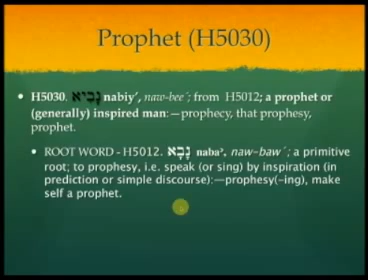 Prophet (H5030)
• H5030. נָבִיא nabiy’, naw-bee´; from H5012; a prophet or
(generally) inspired man:—prophecy, that prophesy,
prophet.
• ROOT WORD - H5012. נָבָא naba’, naw-baw´; a primitive
root; to prophesy, i.e. speak (or sing) by inspiration (in
prediction or simple discourse):—prophesy(-ing), make
self a prophet.